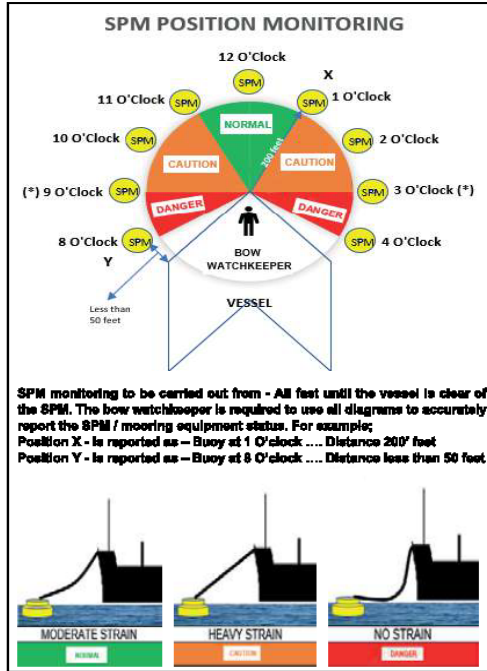 SPM POSITION MONITORING
12 O'Clock
SPM
X
11 O'Clock SPM
SPM 1 O'Clock
NORMAL
200 feet
10 O'Clock SPM
SPM 2 O'Clock
CAUTION
CAUTION
(*) 9 O'Clock SPM
SPM 3 O'Clock (*)
DANGER
DANGER
8 O'Clock SPM
SPM 4 O'Clock
Y
BOW
WATCHKEEPER
Less than
50 feet
VESSEL
SPM monitoring to be carried out from - All fast until the vessel is clear of
the SPM. The bow watchkeeper is required to use all diagrams to accurately
report the SPM / mooring equipment status. For example;
Position X - Is reported as – Buoy at 1 O'clock .... Distance 200' feet
Position Y - Is reported as – Buoy at 8 O'clock .... Distance less than 50 feet
MODERATE STRAIN
HEAVY STRAIN
NO STRAIN
NORMAL
CAUTION
DANGER